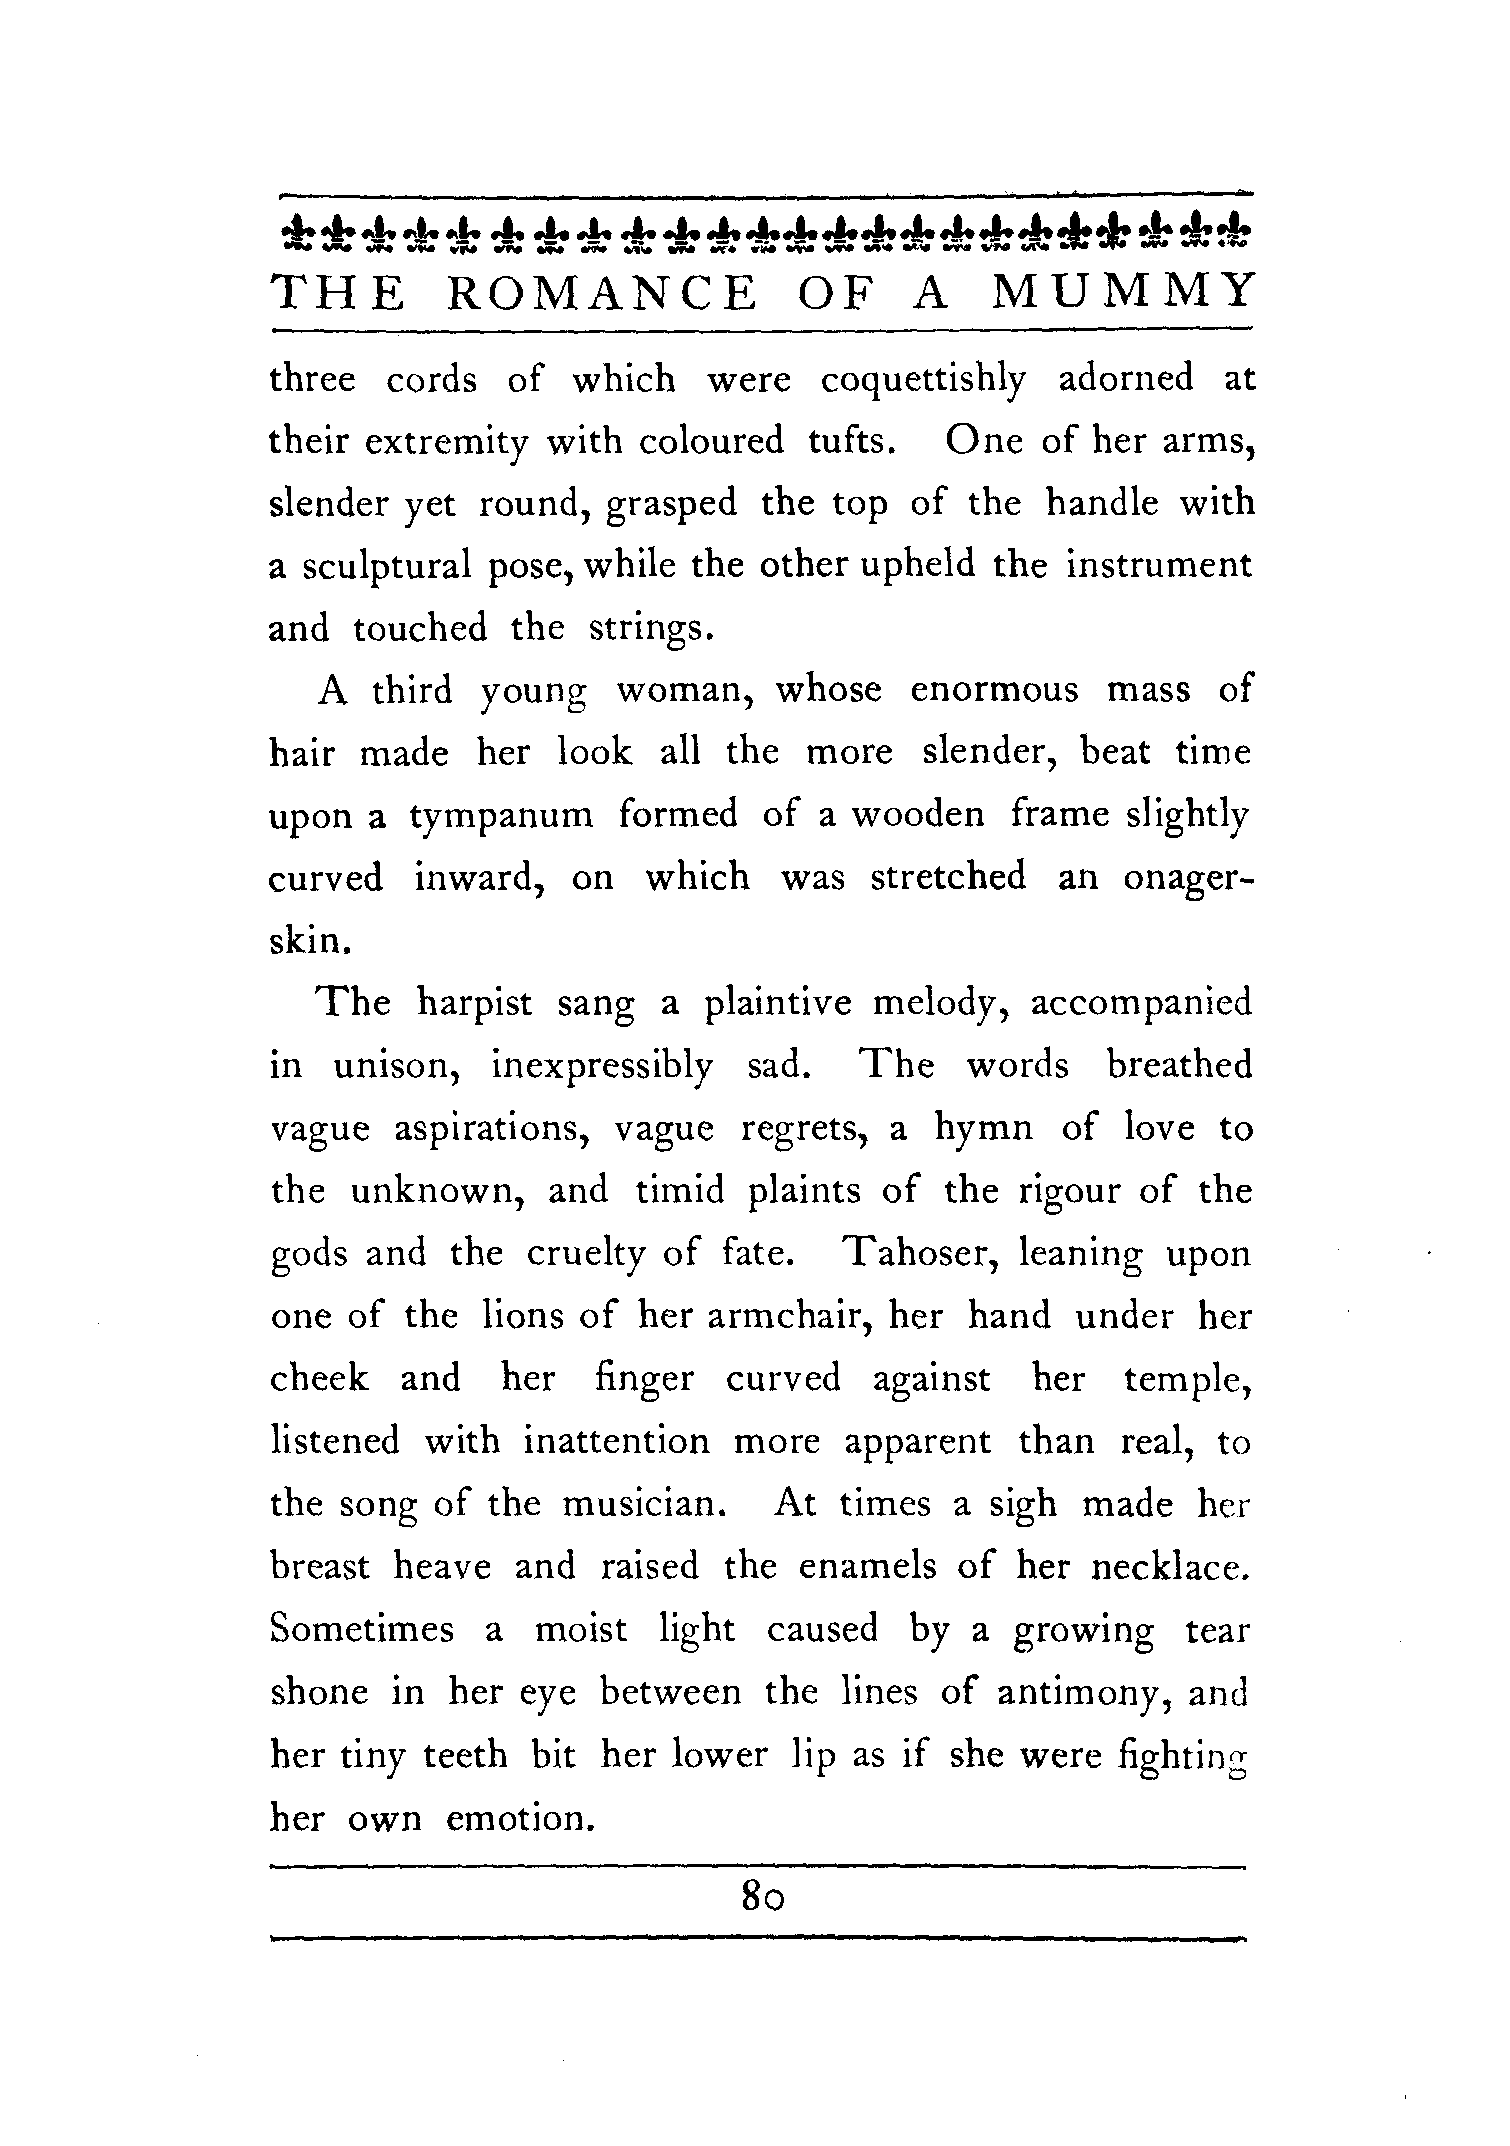 THE ROMANCE OF A MUMMY
three cords of which were coquettishly adorned at
their extremity with coloured tufts. One of her arms,
slender yet round, grasped the top of the handle with
a sculptural pose, while the other upheld the instrument
and touched the strings.
A third young woman, whose enormous mass of
hair made her look all the more slender, beat time
upon a tympanum formed of a wooden frame slightly
curved inward, on which was stretched an onager-
skin.
The harpist sang a plaintive melody, accompanied
in unison, inexpressibly sad. The words breathed
vague aspirations, vague regrets, a hymn of love to
the unknown, and timid plaints of the rigour of the
gods and the cruelty of fate. Tahoser, leaning upon
one of the lions of her armchair, her hand under her
cheek and her finger curved against her temple,
listened with inattention more apparent than real, to
the song of the musician. At times a sigh made her
breast heave and raised the enamels of her necklace.
Sometimes a moist light caused by a growing tear
shone in her eye between the lines of antimony, and
her tiny teeth bit her lower lip as if she were fighting
her own emotion.
80